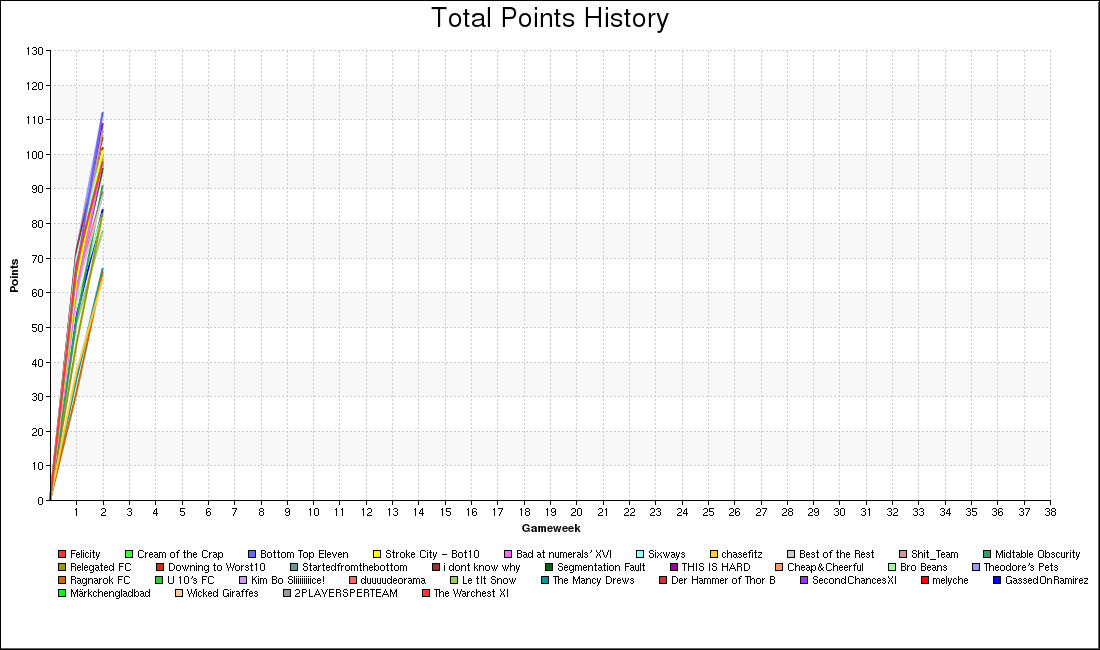 Total Points History
130
120
110
100
90
80
70
60
50
40
30
20
10
0
Points
1 2 3 4 5 6 7 8 9 10 11 12 13 14 15 16 17 18 19 20 21 22 23 24 25 26 27 28 29 30 31 32 33 34 35 36 37 38
Gameweek
Felicity Cream of the Crap Bottom Top Eleven Stroke City - Bot10 Bad at numerals' XVI Sixways chasefitz Best of the Rest Shit_Team Midtable Obscurity
Relegated FC Downing to Worst10 Startedfromthebottom i dont know why Segmentation Fault THIS IS HARD Cheap&Cheerful Bro Beans Theodore's Pets
Ragnarok FC U 10's FC Kim Bo Sliiiiiiice! duuuudeorama Le tIt Snow The Mancy Drews Der Hammer of Thor B SecondChancesXI melyche GassedOnRamirez
Märkchengladbad Wicked Giraffes 2PLAYERSPERTEAM The Warchest XI